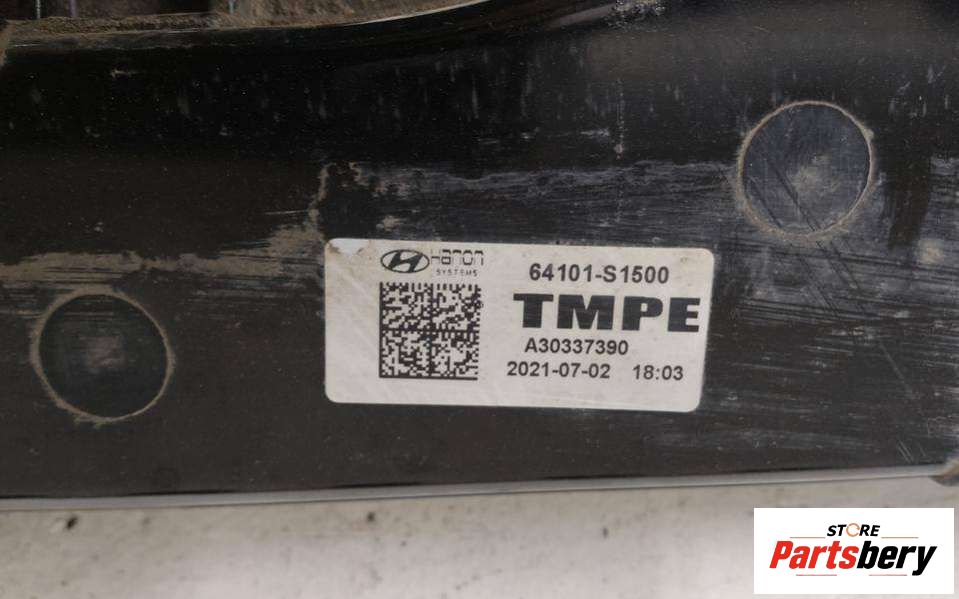 Hanon
SYSTEMS
64101-S1500
TMPE
A30337390
2021-07-02 18:03
STORE
Partsbery